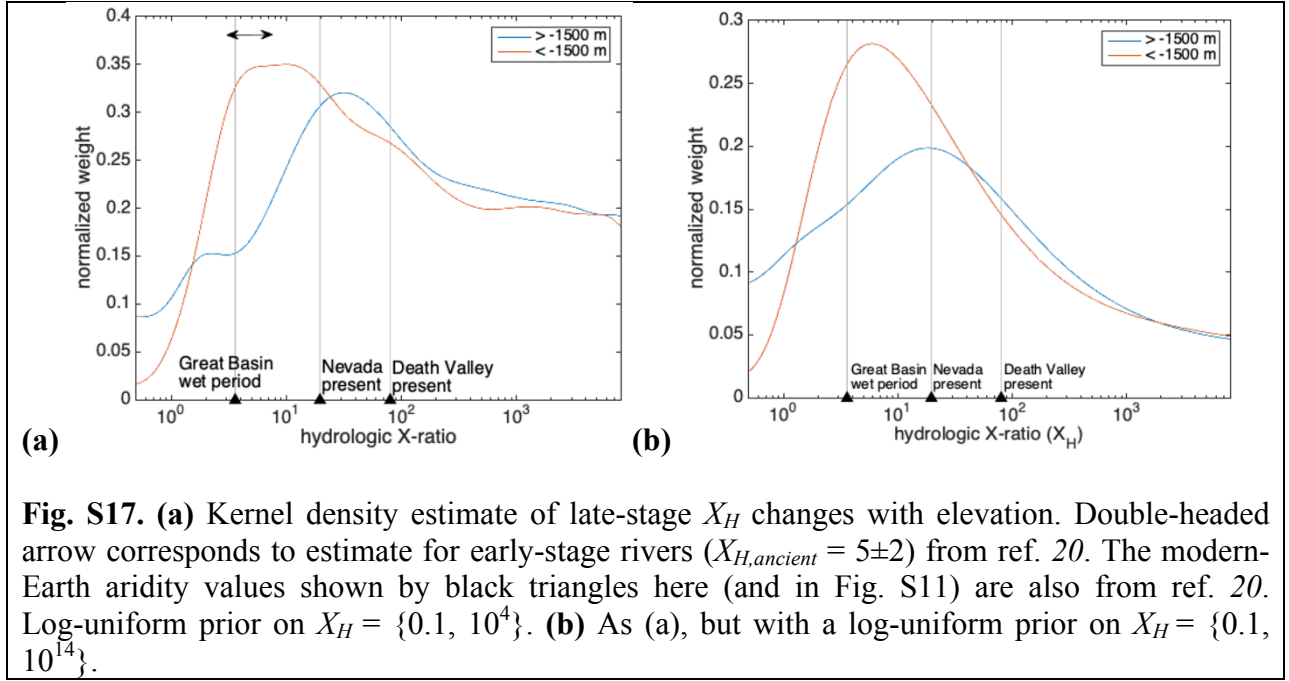 0.4
0.35
0.3
0.25
0.2
0.15
0.1
0.05
0
normalized weight
> -1500 m
< -1500 m
Great Basin
wet period
Nevada
present
Death Valley
present
10^0
10^1
10^2
10^3
hydrologic X-ratio
(a)
0.3
0.25
0.2
0.15
0.1
0.05
0
normalized weight
> -1500 m
< -1500 m
Great Basin
wet period
Nevada
present
Death Valley
present
10^0
10^1
10^2
10^3
hydrologic X-ratio (X_H)
(b)
Fig. S17. (a) Kernel density estimate of late-stage X_H changes with elevation. Double-headed
arrow corresponds to estimate for early-stage rivers (X_H,ancient = 5±2) from ref. 20. The modern-
Earth aridity values shown by black triangles here (and in Fig. S11) are also from ref. 20.
Log-uniform prior on X_H = {0.1, 10^4}. (b) As (a), but with a log-uniform prior on X_H = {0.1,
10^14}.